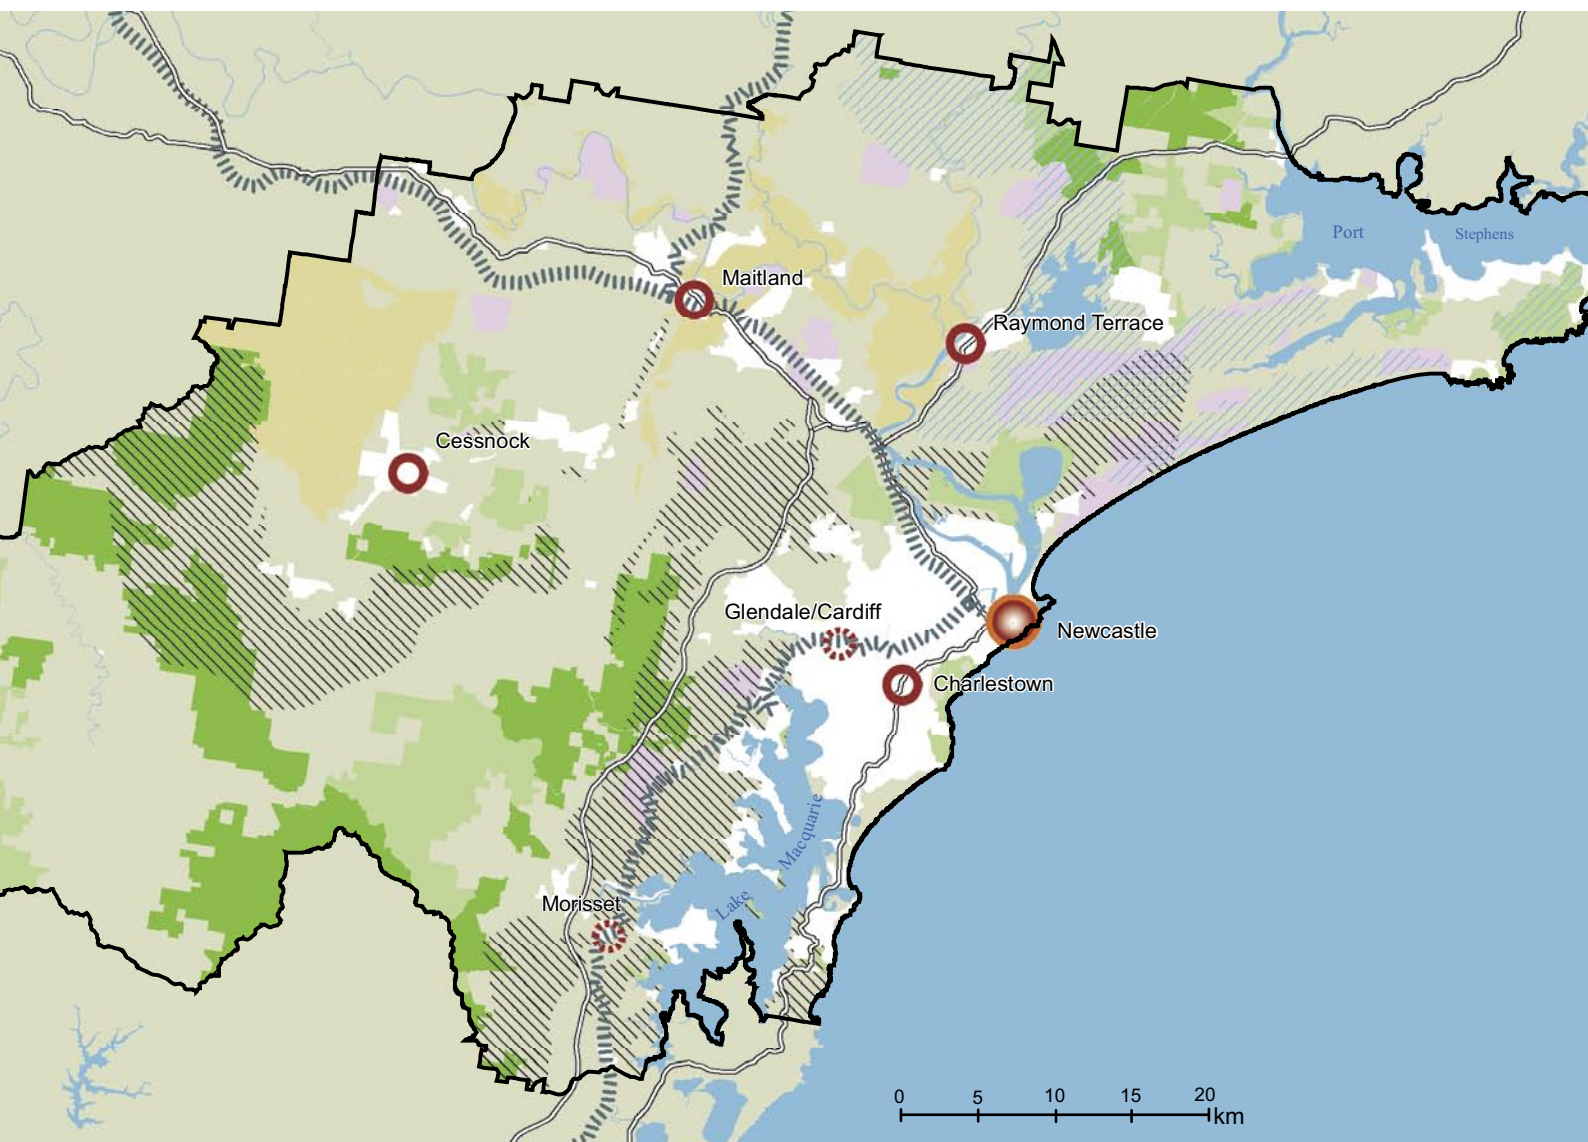 Port
Stephens
Maitland
Raymond Terrace
Cessnock
Glendale/Cardiff
Newcastle
Charlestown
Macquarie
Lake
Morisset
0 5 10 15 20
km